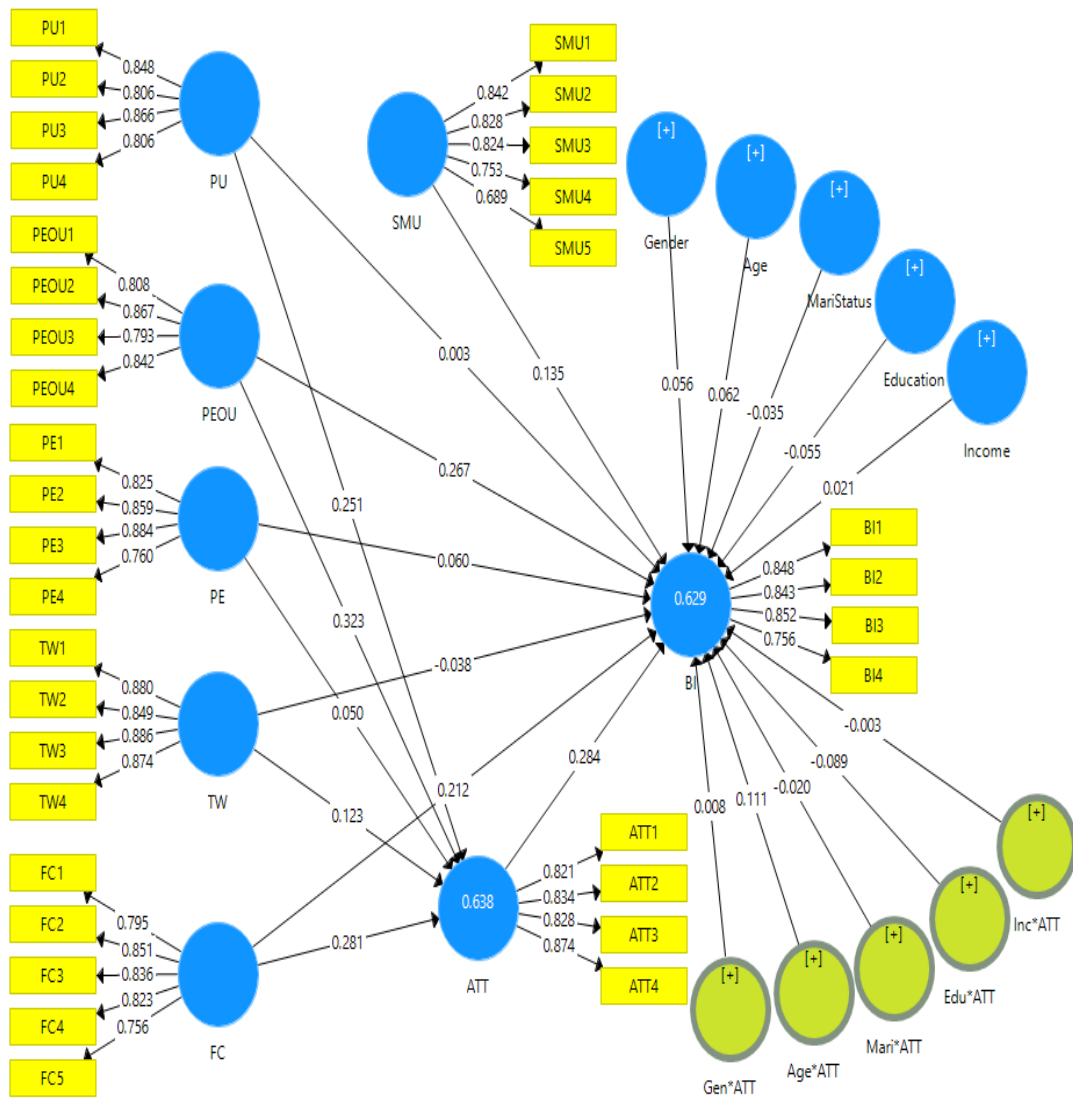 PU1
PU2
PU3
PU4
0.848
0.806
0.866
0.806
PU
PEOU1
PEOU2
PEOU3
PEOU4
0.808
0.867
0.793
0.842
PEOU
PE1
PE2
PE3
PE4
0.825
0.859
0.884
0.760
PE
TW1
TW2
TW3
TW4
0.880
0.849
0.886
0.874
TW
FC1
FC2
FC3
FC4
FC5
0.795
0.851
0.836
0.823
0.756
FC
SMU
0.842
0.828
0.824
0.753
0.689
SMU1
SMU2
SMU3
SMU4
SMU5
[+]
Gender
[+]
Age
[+]
MariStatus
[+]
Education
[+]
Income
0.003
0.135
0.056
0.062
-0.035
-0.055
0.021
0.267
0.251
0.060
0.323
-0.038
0.050
0.212
0.123
0.284
0.281
0.629
BI
0.848
0.843
0.852
0.756
BI1
BI2
BI3
BI4
0.638
ATT
0.821
0.834
0.828
0.874
ATT1
ATT2
ATT3
ATT4
0.008
0.111
-0.020
-0.089
-0.003
[+]
Gen*ATT
[+]
Age*ATT
[+]
Mari*ATT
[+]
Edu*ATT
[+]
Inc*ATT